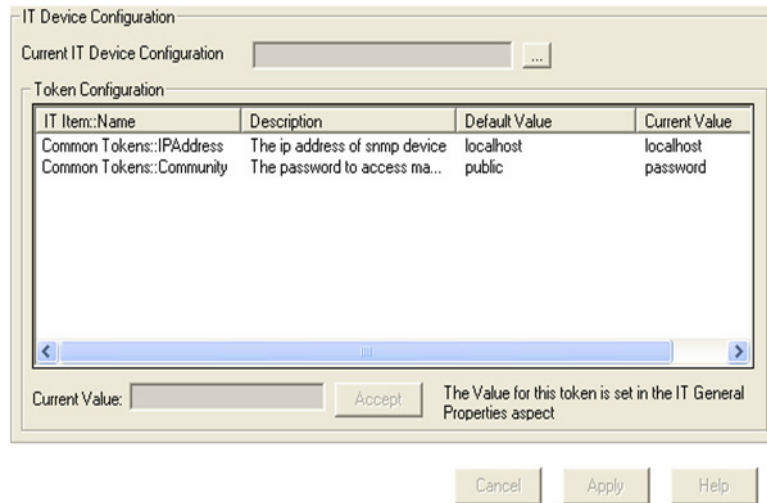 IT Device Configuration
Current IT Device Configuration ...
Token Configuration
IT Item::Name Description Default Value Current Value
Common Tokens::IPAddress The ip address of snmp device localhost localhost
Common Tokens::Community The password to access ma... public password
Current Value: Accept The Value for this token is set in the IT General
Properties aspect
Cancel Apply Help